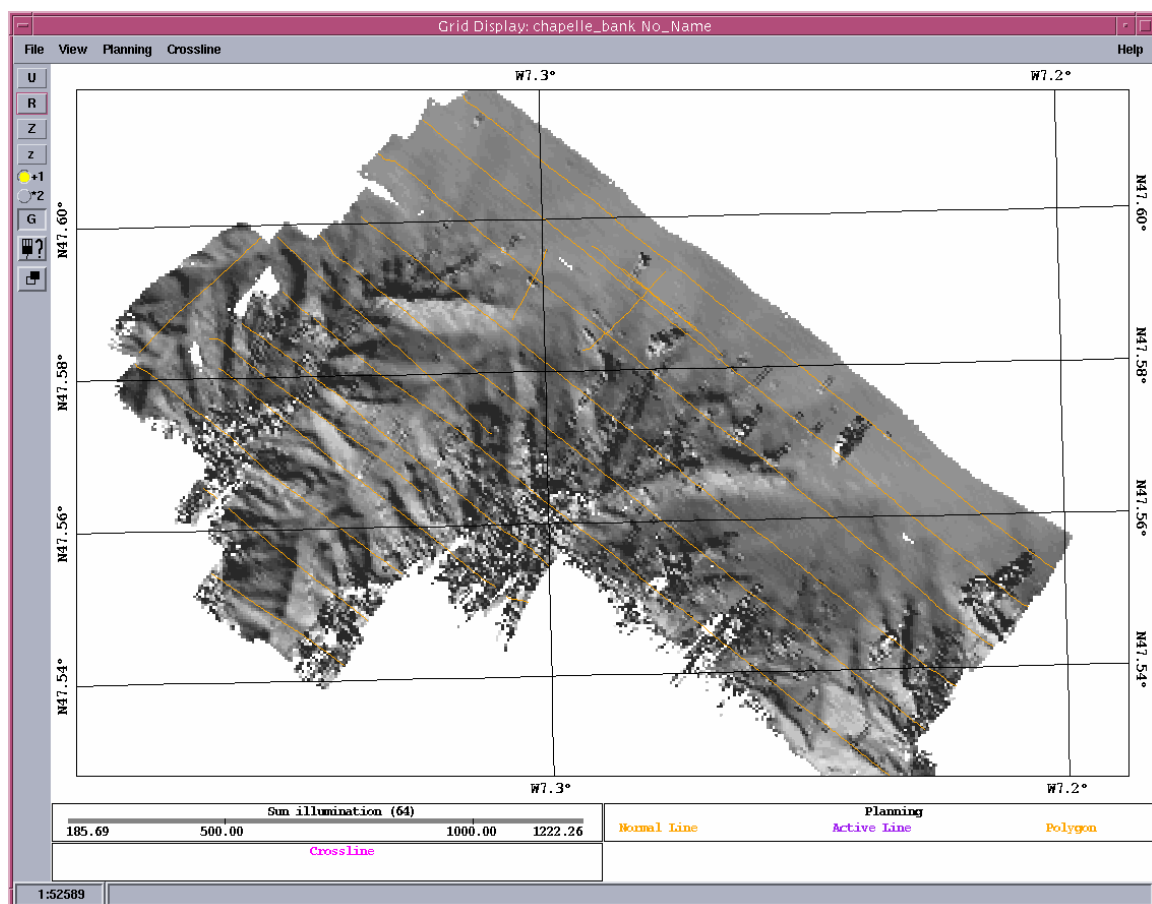 Grid Display: chapelle_bank No_Name
File View Planning Crossline Help
U
R
Z
z
+1
*2
G
?
W7.3° W7.2°
N47.60° N47.60°
N47.58° N47.58°
N47.56° N47.56°
N47.54° N47.54°
W7.3° W7.2°
Sun illumination (64)
185.69 500.00 1000.00 1222.26
Planning
Normal Line Active Line Polygon
Crossline
1:52589